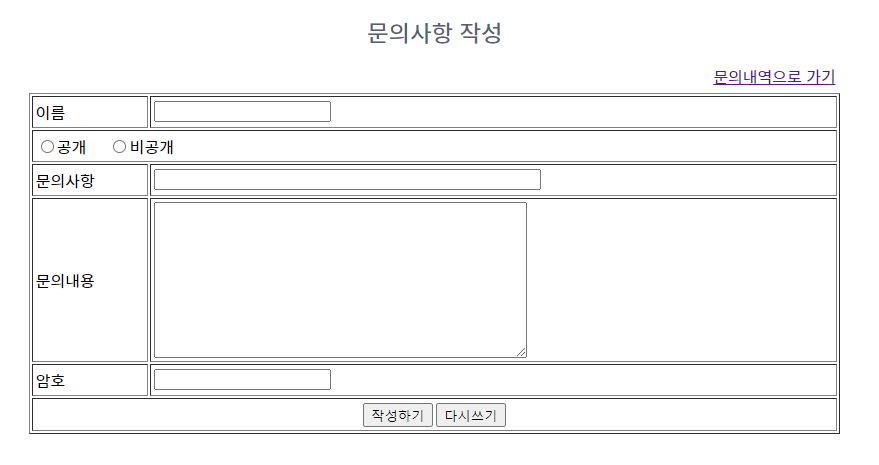 문의사항 작성
문의내역으로 가기
이름
공개 비공개
문의사항
문의내용
암호
작성하기 다시쓰기